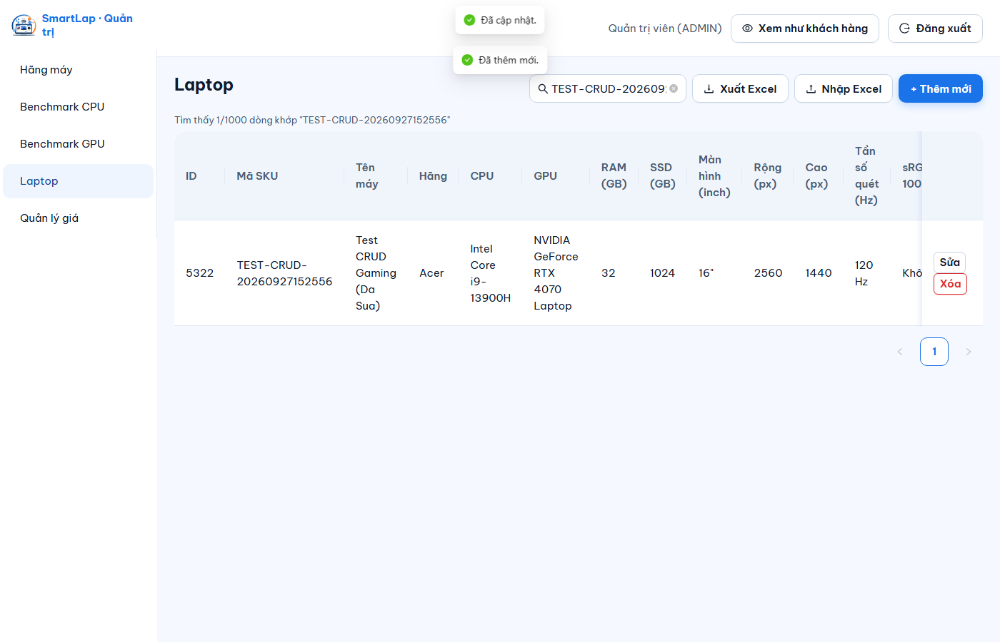 SmartLap · Quản
trị
Đã cập nhật.
Quản trị viên (ADMIN)
Xem như khách hàng
Đăng xuất
Đã thêm mới.
Hãng máy
Benchmark CPU
Benchmark GPU
Laptop
Quản lý giá
Laptop
TEST-CRUD-202609
Xuất Excel
Nhập Excel
+ Thêm mới
Tìm thấy 1/1000 dòng khớp "TEST-CRUD-20260927152556"
ID
Mã SKU
Tên
máy
Hãng
CPU
GPU
RAM
(GB)
SSD
(GB)
Màn
hình
(inch)
Rộng
(px)
Cao
(px)
Tần
số
quét
(Hz)
sRG
100
5322
TEST-CRUD-
20260927152556
Test
CRUD
Gaming
(Da
Sua)
Acer
Intel
Core
i9-
13900H
NVIDIA
GeForce
RTX
4070
Laptop
32
1024
16"
2560
1440
120
Hz
Khô
Sửa
Xóa
1